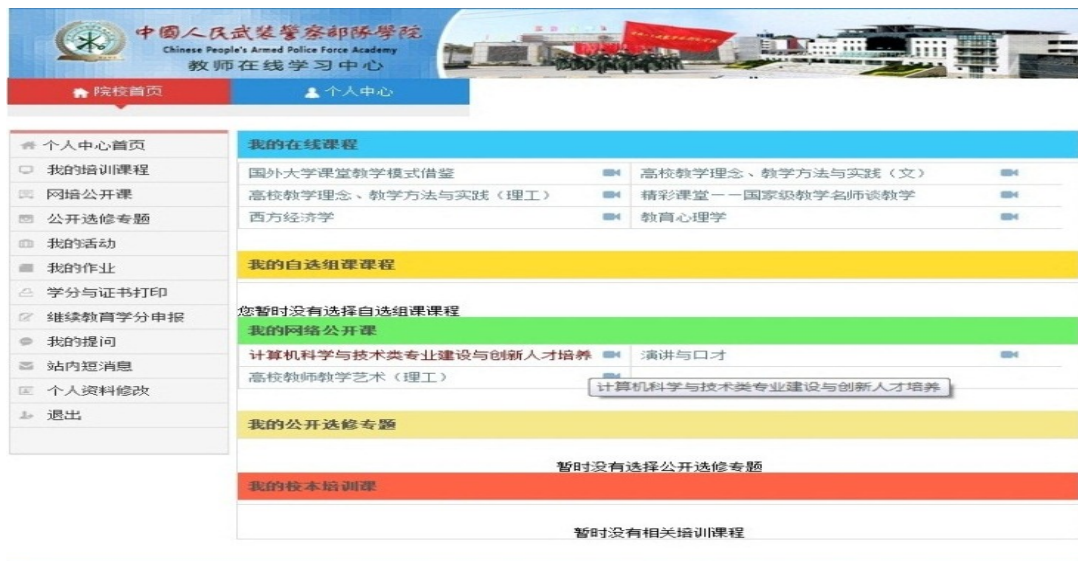 中國人民武装警察部隊學院
Chinese People's Armed Police Force Academy
教师在线学习中心
院校首页
个人中心
个人中心首页
我的培训课程
网培公开课
公开选修专题
我的活动
我的作业
学分与证书打印
继续教育学分申报
我的提问
站内短消息
个人资料修改
退出
我的在线课程
国外大学课堂教学模式借鉴
高校教学理念、教学方法与实践（文）
高校教学理念、教学方法与实践（理工）
精彩课堂－－国家级教学名师谈教学
西方经济学
教育心理学
我的自选组课课程
您暂时没有选择自选组课课程
我的网络公开课
计算机科学与技术类专业建设与创新人才培养
演讲与口才
高校教师教学艺术（理工）
计算机科学与技术类专业建设与创新人才培养
我的公开选修专题
暂时没有选择公开选修专题
我的校本培训课
暂时没有相关培训课程